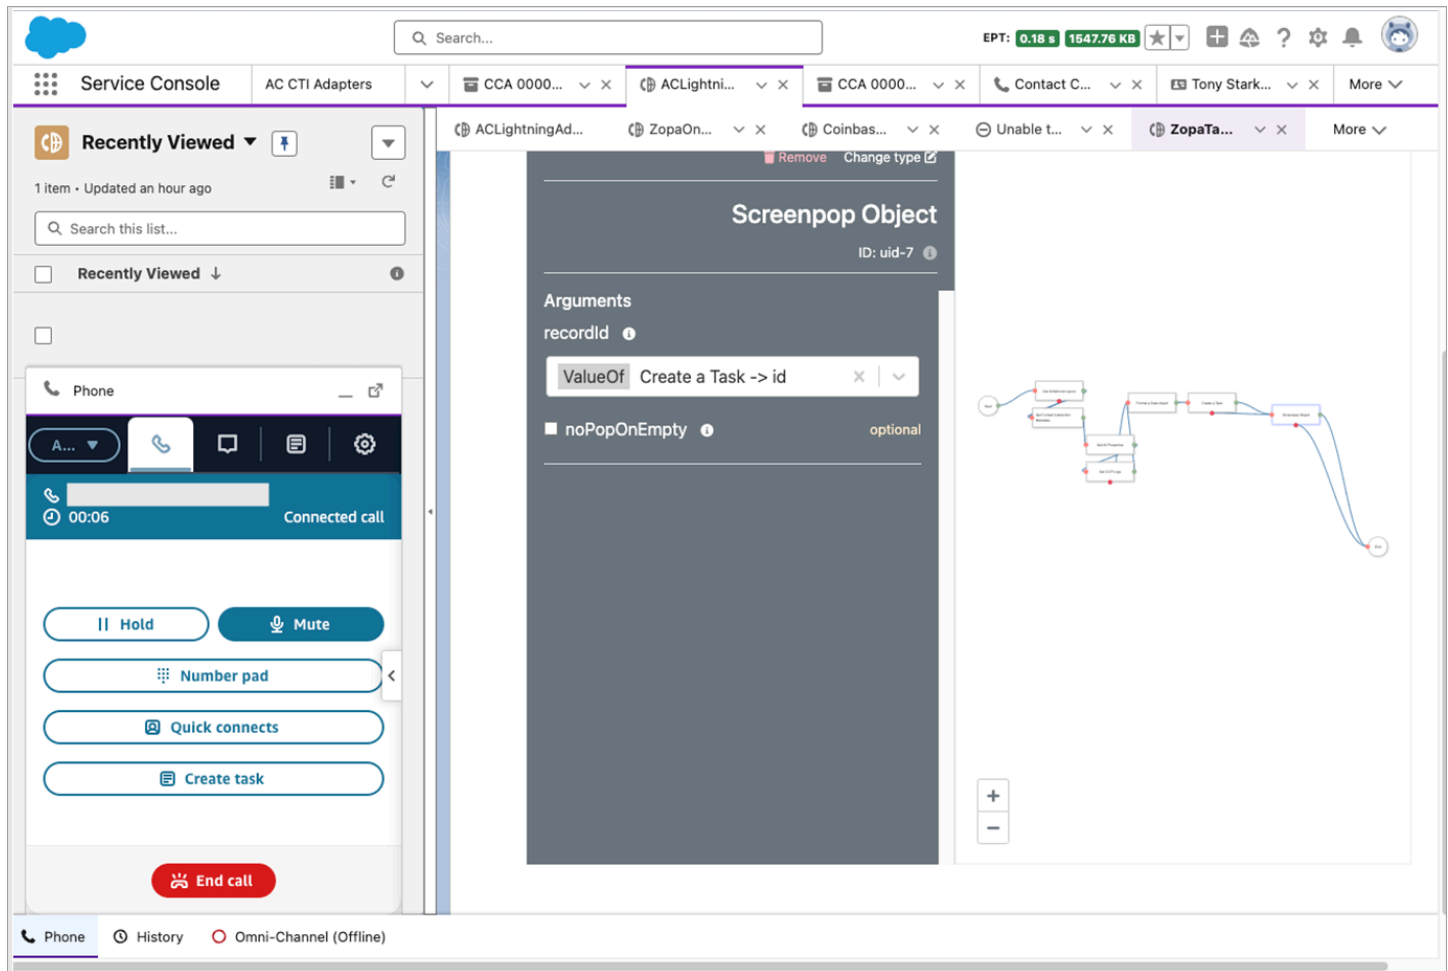 Search...
EPT: 0.18 s 1547.76 KB
Service Console
AC CTI Adapters
CCA 0000...
ACLightni...
CCA 0000...
Contact C...
Tony Stark...
More
Recently Viewed
1 item • Updated an hour ago
Search this list...
Recently Viewed
ACLightningAd...
ZopaOn...
Coinbas...
Unable t...
ZopaTa...
More
Remove
Change type
Screenpop Object
ID: uid-7
Arguments
recordId
ValueOf Create a Task -> id
noPopOnEmpty
optional
Phone
A...
00:06
Connected call
Hold
Mute
Number pad
Quick connects
Create task
End call
Create a Task
Screenpop Object
Phone
History
Omni-Channel (Offline)